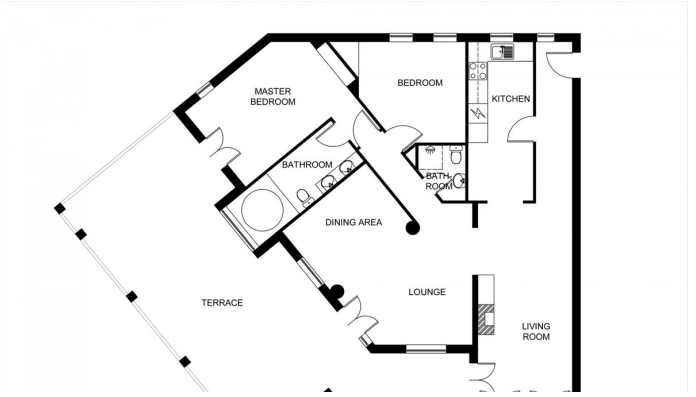 BEDROOM
MASTER
BEDROOM
KITCHEN
BATHROOM
BATH
ROOM
DINING AREA
LOUNGE
TERRACE
LIVING
ROOM